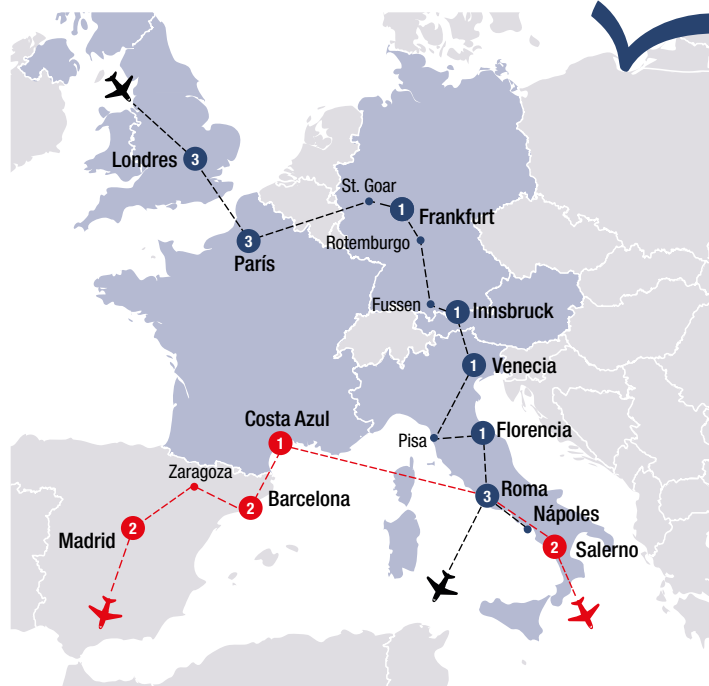 Londres 3
3
París
St. Goar
1 Frankfurt
Rotemburgo
Fussen
1 Innsbruck
1 Venecia
Costa Azul
1
Pisa
1 Florencia
Zaragoza
2 Barcelona
3 Roma
Nápoles
Madrid 2
2 Salerno